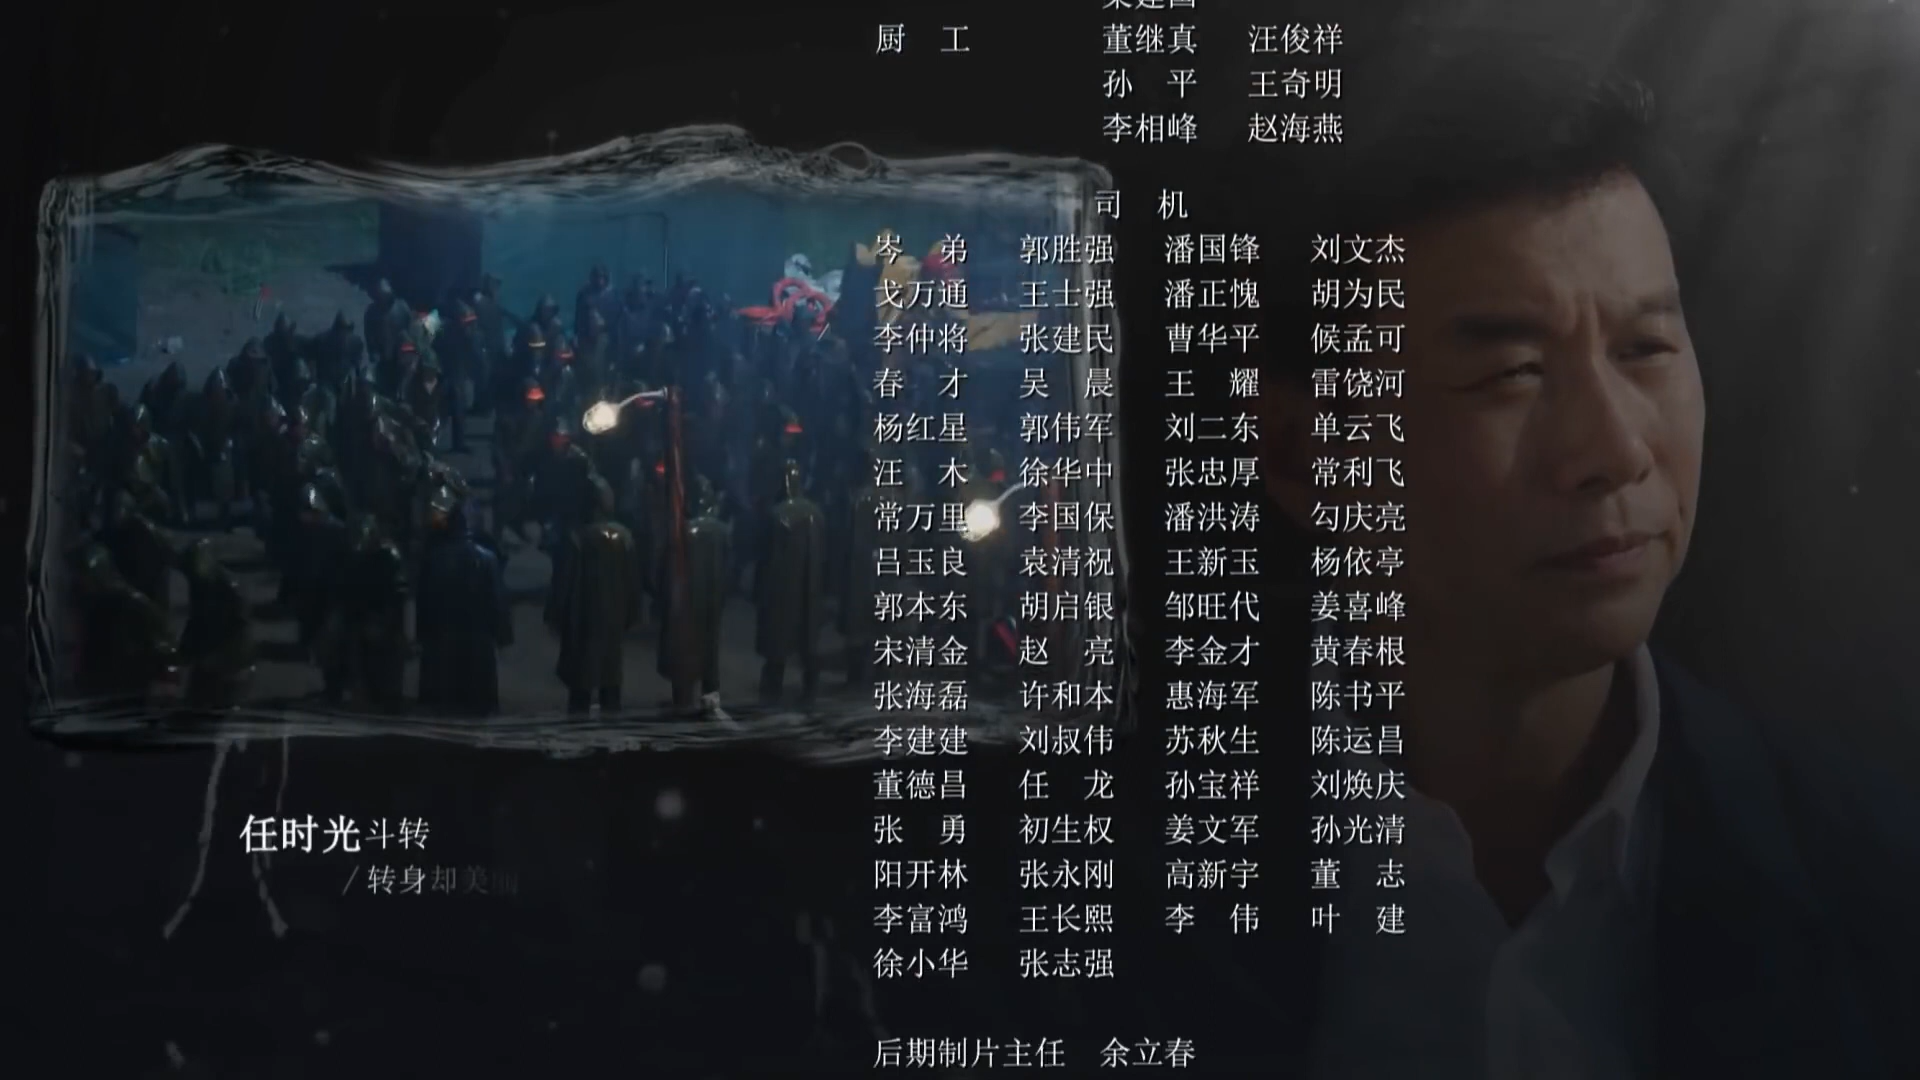 厨 工 董继真 汪俊祥
孙 平 王奇明
李相峰 赵海燕
司 机
岑 弟 郭胜强 潘国锋 刘文杰
戈万通 王士强 潘正愧 胡为民
李仲将 张建民 曹华平 候孟可
春 才 吴 晨 王 耀 雷饶河
杨红星 郭伟军 刘二东 单云飞
汪 木 徐华中 张忠厚 常利飞
常万里 李国保 潘洪涛 勾庆亮
吕玉良 袁清祝 王新玉 杨依亭
郭本东 胡启银 邹旺代 姜喜峰
宋清金 赵 亮 李金才 黄春根
张海磊 许和本 惠海军 陈书平
李建建 刘叔伟 苏秋生 陈运昌
董德昌 任 龙 孙宝祥 刘焕庆
张 勇 初生权 姜文军 孙光清
阳开林 张永刚 高新宇 董 志
李富鸿 王长熙 李 伟 叶 建
徐小华 张志强
后期制片主任 余立春
任时光斗转
/转身却美